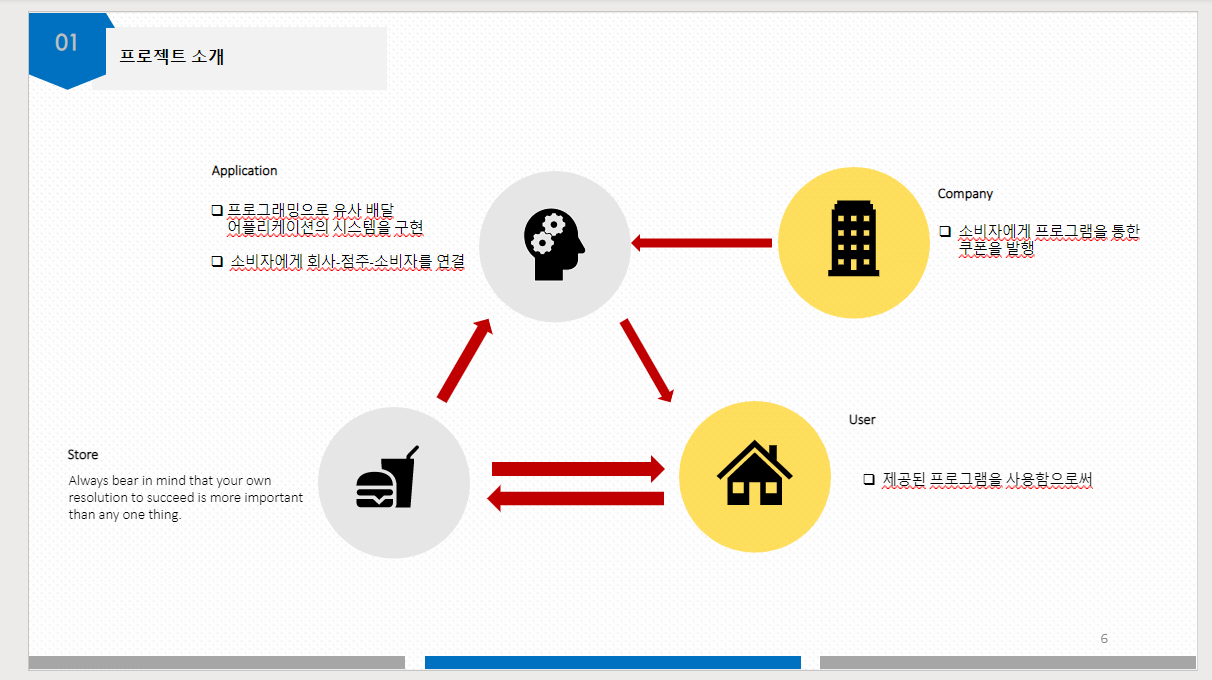 01
프로젝트 소개
Application
프로그래밍으로 유사 배달
어플리케이션의 시스템을 구현
소비자에게 회사-점주-소비자를 연결
Company
소비자에게 프로그램을 통한
쿠폰을 발행
Store
Always bear in mind that your own
resolution to succeed is more important
than any one thing.
User
제공된 프로그램을 사용함으로써
6